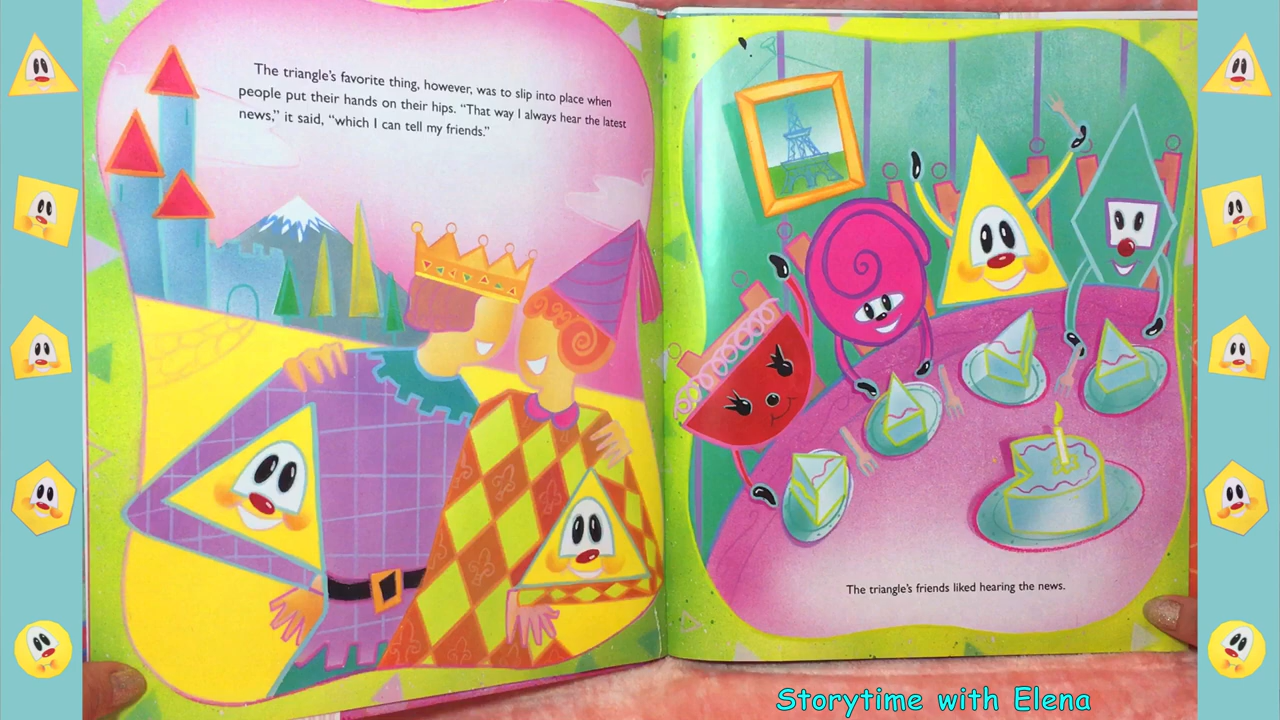 The triangle's favorite thing, however, was to slip into place when
people put their hands on their hips. "That way I always hear the latest
news," it said, "which I can tell my friends."
The triangle's friends liked hearing the news.
Storytime with Elena